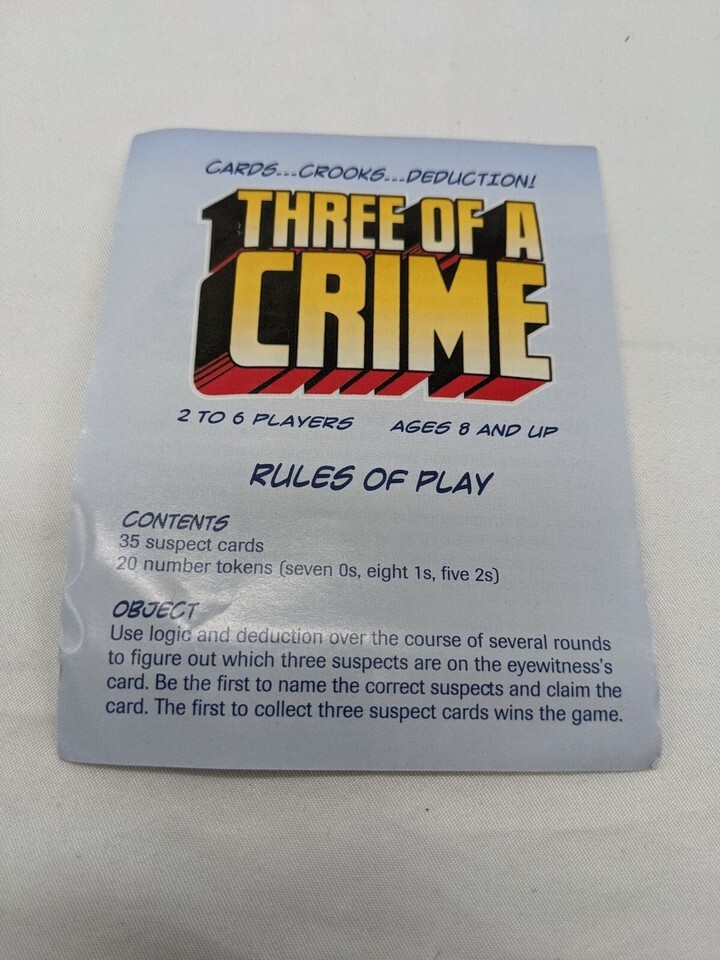 CARDS...CROOKS...DEDUCTION!
THREE OF A
CRIME
2 TO 6 PLAYERS AGES 8 AND UP
RULES OF PLAY
CONTENTS
35 suspect cards
20 number tokens (seven 0s, eight 1s, five 2s)
OBJECT
Use logic and deduction over the course of several rounds
to figure out which three suspects are on the eyewitness's
card. Be the first to name the correct suspects and claim the
card. The first to collect three suspect cards wins the game.